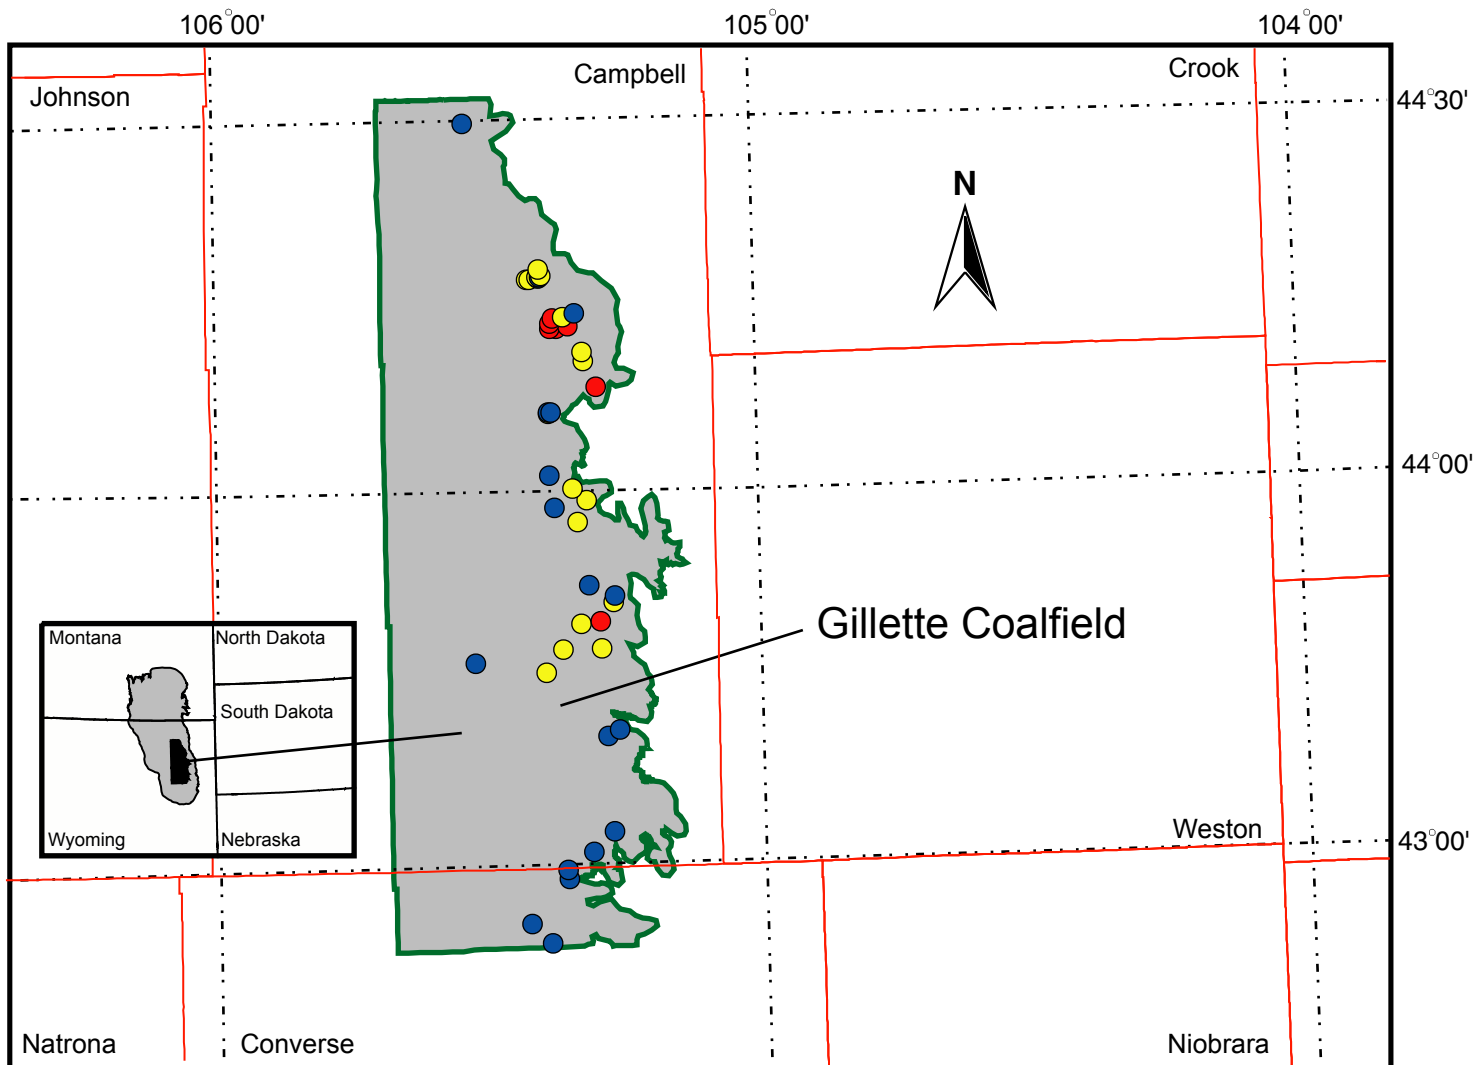 106°00'
105°00'
104°00'
Campbell
Crook
Johnson
44°30'
N
44°00'
Gillette Coalfield
Montana
North Dakota
South Dakota
Wyoming
Nebraska
Weston
43°00'
Natrona
Converse
Niobrara